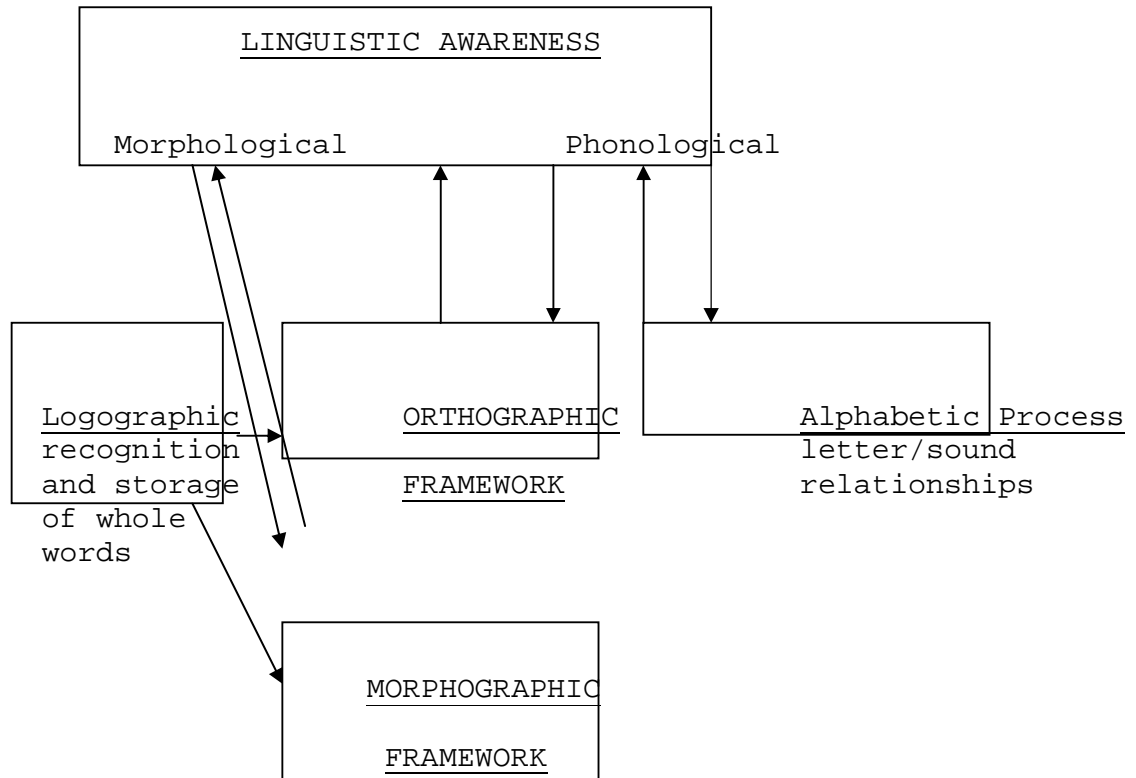 LINGUISTIC AWARENESS
Morphological Phonological
Logographic
recognition
and storage
of whole
words
ORTHOGRAPHIC
FRAMEWORK
Alphabetic Process
letter/sound
relationships
MORPHOGRAPHIC
FRAMEWORK